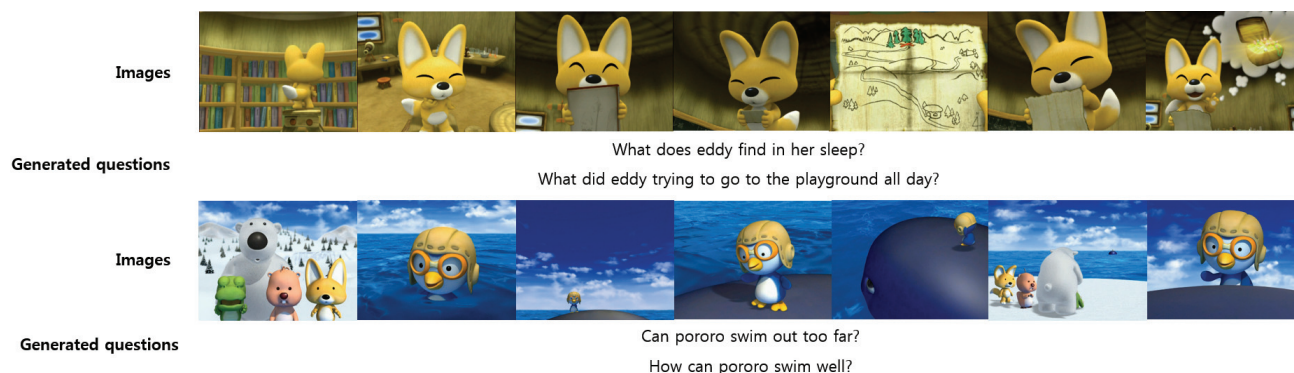 Images
Generated questions
What does eddy find in her sleep?
What did eddy trying to go to the playground all day?
Images
Generated questions
Can pororo swim out too far?
How can pororo swim well?